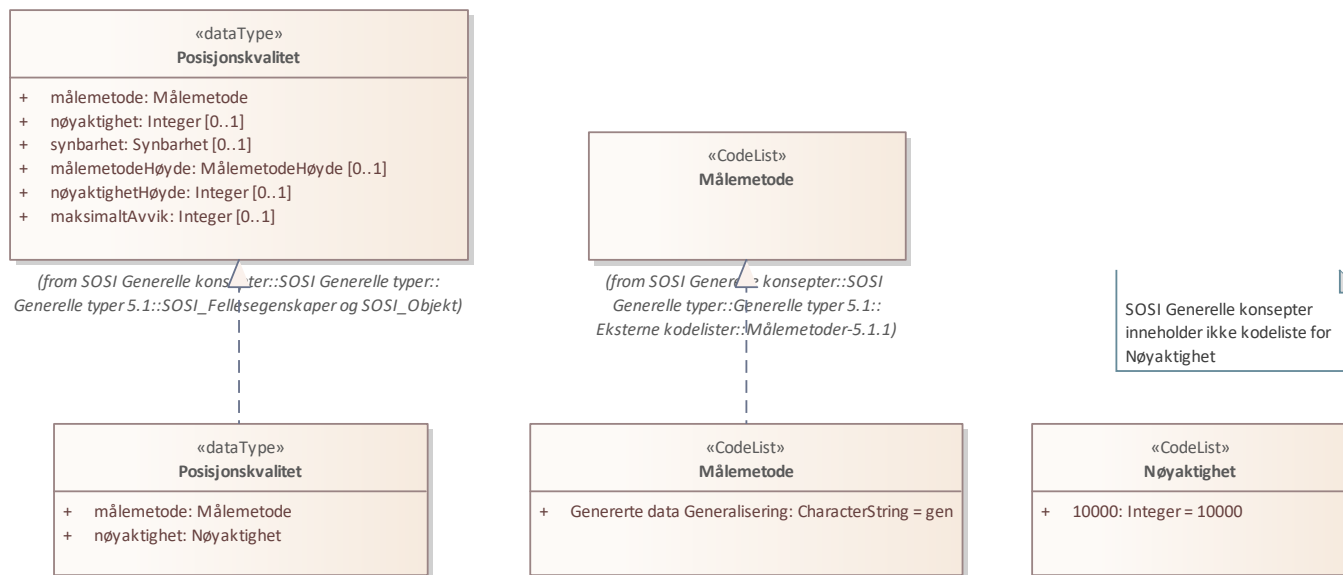 «dataType»
Posisjonskvalitet
+ målemetode: Målemetode
+ nøyaktighet: Integer [0..1]
+ synbarhet: Synbarhet [0..1]
+ målemetodeHøyde: MålemetodeHøyde [0..1]
+ nøyaktighetHøyde: Integer [0..1]
+ maksimaltAvvik: Integer [0..1]
(from SOSI Generelle konsepter::SOSI Generelle typer::
Generelle typer 5.1::SOSI_Fellesegenskaper og SOSI_Objekt)
«CodeList»
Målemetode
(from SOSI Generelle konsepter::SOSI
Generelle typer::Generelle typer 5.1::
Eksterne kodelister::Målemetoder-5.1.1)
SOSI Generelle konsepter
inneholder ikke kodeliste for
Nøyaktighet
«dataType»
Posisjonskvalitet
+ målemetode: Målemetode
+ nøyaktighet: Nøyaktighet
«CodeList»
Målemetode
+ Genererte data Generalisering: CharacterString = gen
«CodeList»
Nøyaktighet
+ 10000: Integer = 10000